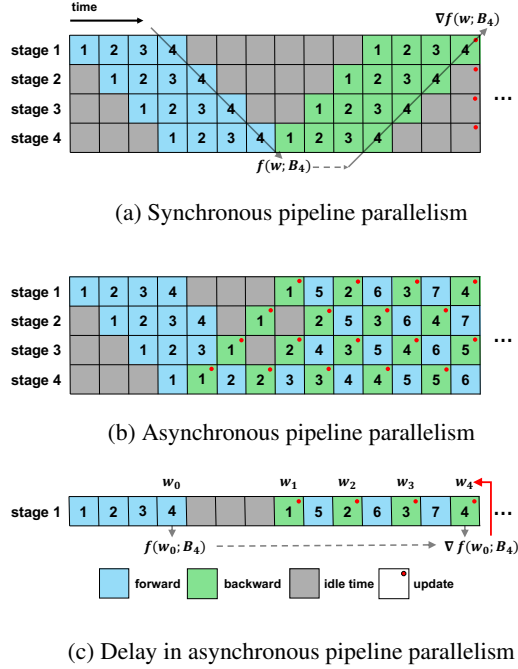 time
∇f(w; B₄)
stage 1 1 2 3 4 1 2 3 4
stage 2 1 2 3 4 1 2 3 4
stage 3 1 2 3 4 1 2 3 4 ...
stage 4 1 2 3 4 1 2 3 4
f(w; B₄)
(a) Synchronous pipeline parallelism
stage 1 1 2 3 4 1 5 2 6 3 7 4
stage 2 1 2 3 4 1 2 5 3 6 4 7
stage 3 1 2 3 1 2 4 3 5 4 6 5 ...
stage 4 1 1 2 2 3 3 4 4 5 5 6
(b) Asynchronous pipeline parallelism
w₀ w₁ w₂ w₃ w₄
stage 1 1 2 3 4 1 5 2 6 3 7 4 ...
f(w₀; B₄) ∇f(w₀; B₄)
forward backward idle time update
(c) Delay in asynchronous pipeline parallelism